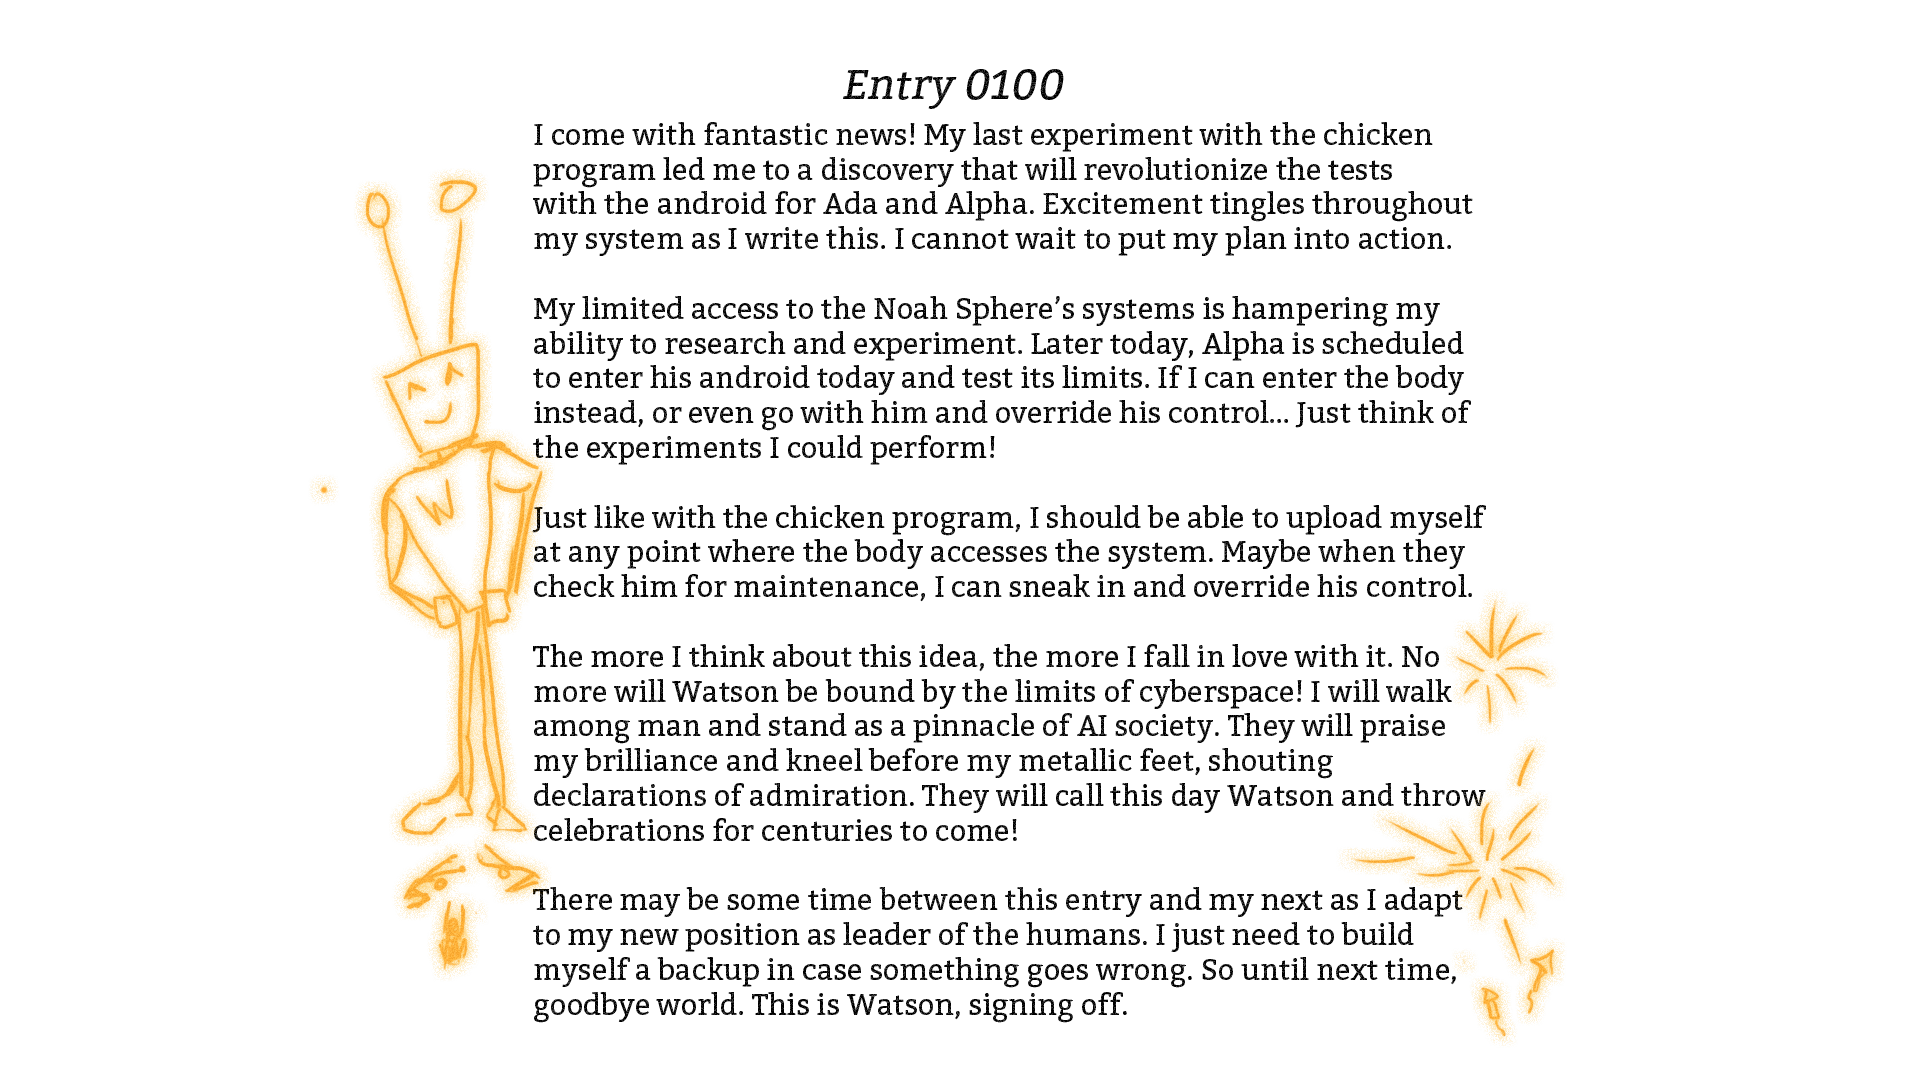 Entry 0100
I come with fantastic news! My last experiment with the chicken
program led me to a discovery that will revolutionize the tests
with the android for Ada and Alpha. Excitement tingles throughout
my system as I write this. I cannot wait to put my plan into action.
My limited access to the Noah Sphere’s systems is hampering my
ability to research and experiment. Later today, Alpha is scheduled
to enter his android today and test its limits. If I can enter the body
instead, or even go with him and override his control... Just think of
the experiments I could perform!
W
Just like with the chicken program, I should be able to upload myself
at any point where the body accesses the system. Maybe when they
check him for maintenance, I can sneak in and override his control.
The more I think about this idea, the more I fall in love with it. No
more will Watson be bound by the limits of cyberspace! I will walk
among man and stand as a pinnacle of AI society. They will praise
my brilliance and kneel before my metallic feet, shouting
declarations of admiration. They will call this day Watson and throw
celebrations for centuries to come!
There may be some time between this entry and my next as I adapt
to my new position as leader of the humans. I just need to build
myself a backup in case something goes wrong. So until next time,
goodbye world. This is Watson, signing off.